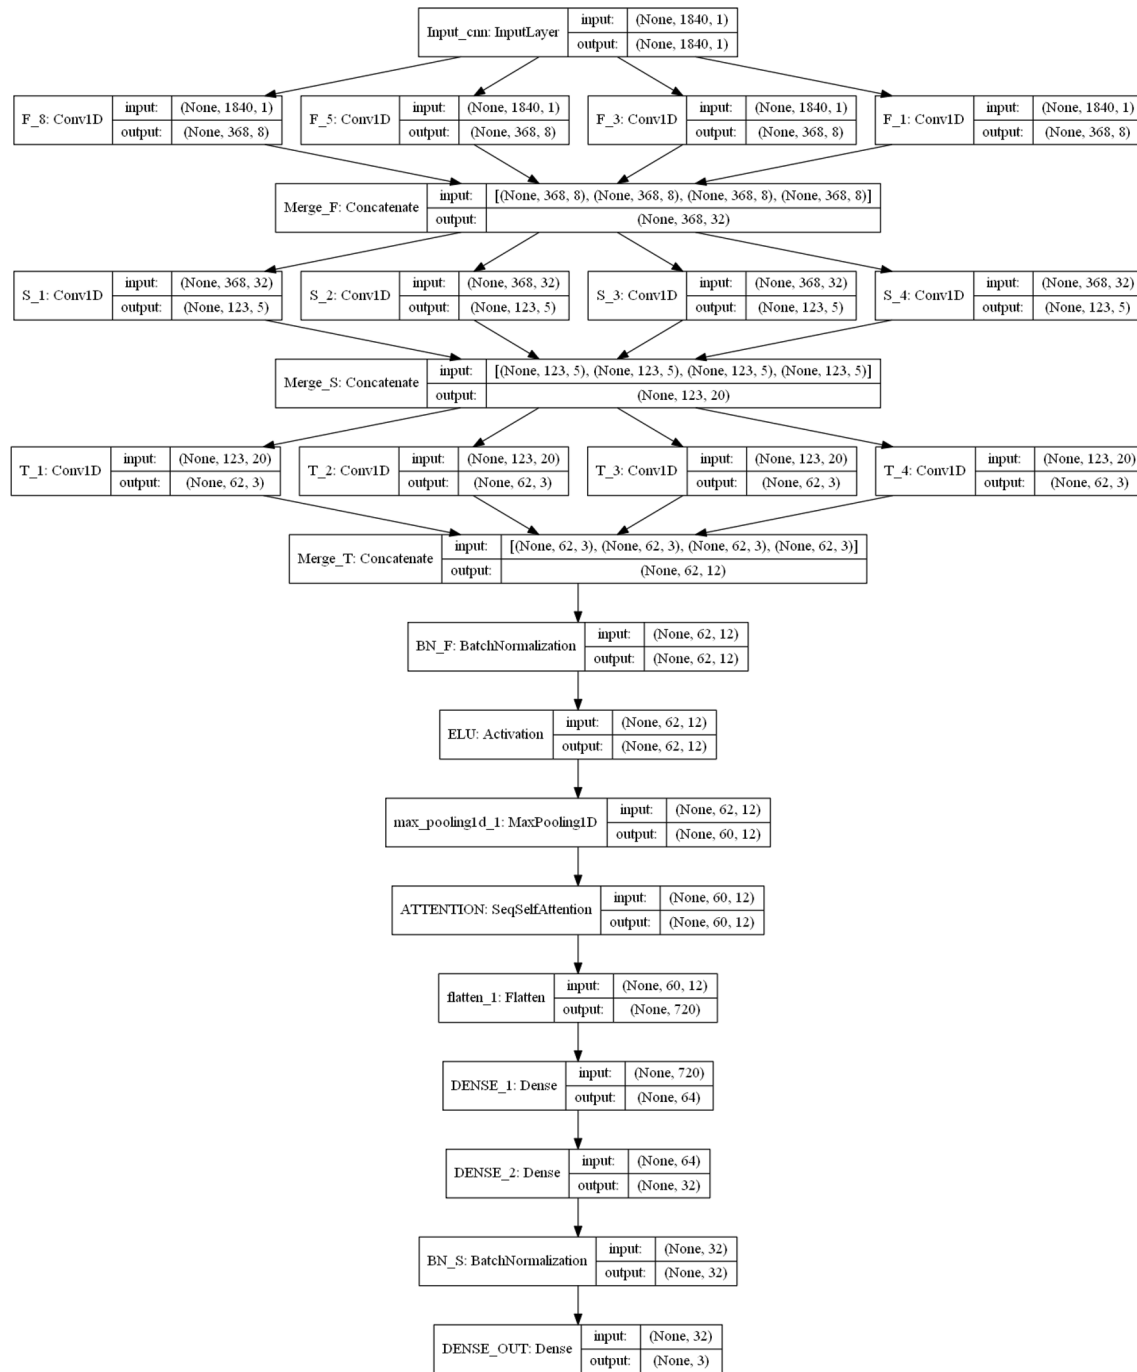 Input_cnn: InputLayer
input: (None, 1840, 1)
output: (None, 1840, 1)
F_8: Conv1D
input: (None, 1840, 1)
output: (None, 368, 8)
F_5: Conv1D
input: (None, 1840, 1)
output: (None, 368, 8)
F_3: Conv1D
input: (None, 1840, 1)
output: (None, 368, 8)
F_1: Conv1D
input: (None, 1840, 1)
output: (None, 368, 8)
Merge_F: Concatenate
input: [(None, 368, 8), (None, 368, 8), (None, 368, 8), (None, 368, 8)]
output: (None, 368, 32)
S_1: Conv1D
input: (None, 368, 32)
output: (None, 123, 5)
S_2: Conv1D
input: (None, 368, 32)
output: (None, 123, 5)
S_3: Conv1D
input: (None, 368, 32)
output: (None, 123, 5)
S_4: Conv1D
input: (None, 368, 32)
output: (None, 123, 5)
Merge_S: Concatenate
input: [(None, 123, 5), (None, 123, 5), (None, 123, 5), (None, 123, 5)]
output: (None, 123, 20)
T_1: Conv1D
input: (None, 123, 20)
output: (None, 62, 3)
T_2: Conv1D
input: (None, 123, 20)
output: (None, 62, 3)
T_3: Conv1D
input: (None, 123, 20)
output: (None, 62, 3)
T_4: Conv1D
input: (None, 123, 20)
output: (None, 62, 3)
Merge_T: Concatenate
input: [(None, 62, 3), (None, 62, 3), (None, 62, 3), (None, 62, 3)]
output: (None, 62, 12)
BN_F: BatchNormalization
input: (None, 62, 12)
output: (None, 62, 12)
ELU: Activation
input: (None, 62, 12)
output: (None, 62, 12)
max_pooling1d_1: MaxPooling1D
input: (None, 62, 12)
output: (None, 60, 12)
ATTENTION: SeqSelfAttention
input: (None, 60, 12)
output: (None, 60, 12)
flatten_1: Flatten
input: (None, 60, 12)
output: (None, 720)
DENSE_1: Dense
input: (None, 720)
output: (None, 64)
DENSE_2: Dense
input: (None, 64)
output: (None, 32)
BN_S: BatchNormalization
input: (None, 32)
output: (None, 32)
DENSE_OUT: Dense
input: (None, 32)
output: (None, 3)